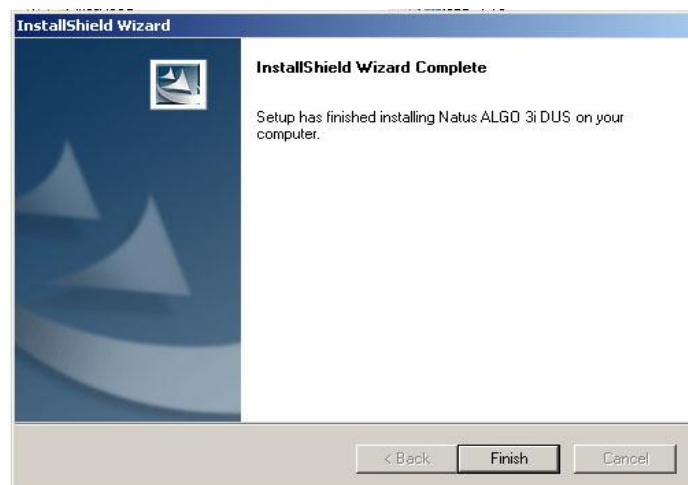 InstallShield Wizard
InstallShield Wizard Complete
Setup has finished installing Natus ALGO 3i DUS on your
computer.
< Back
Finish
Cancel